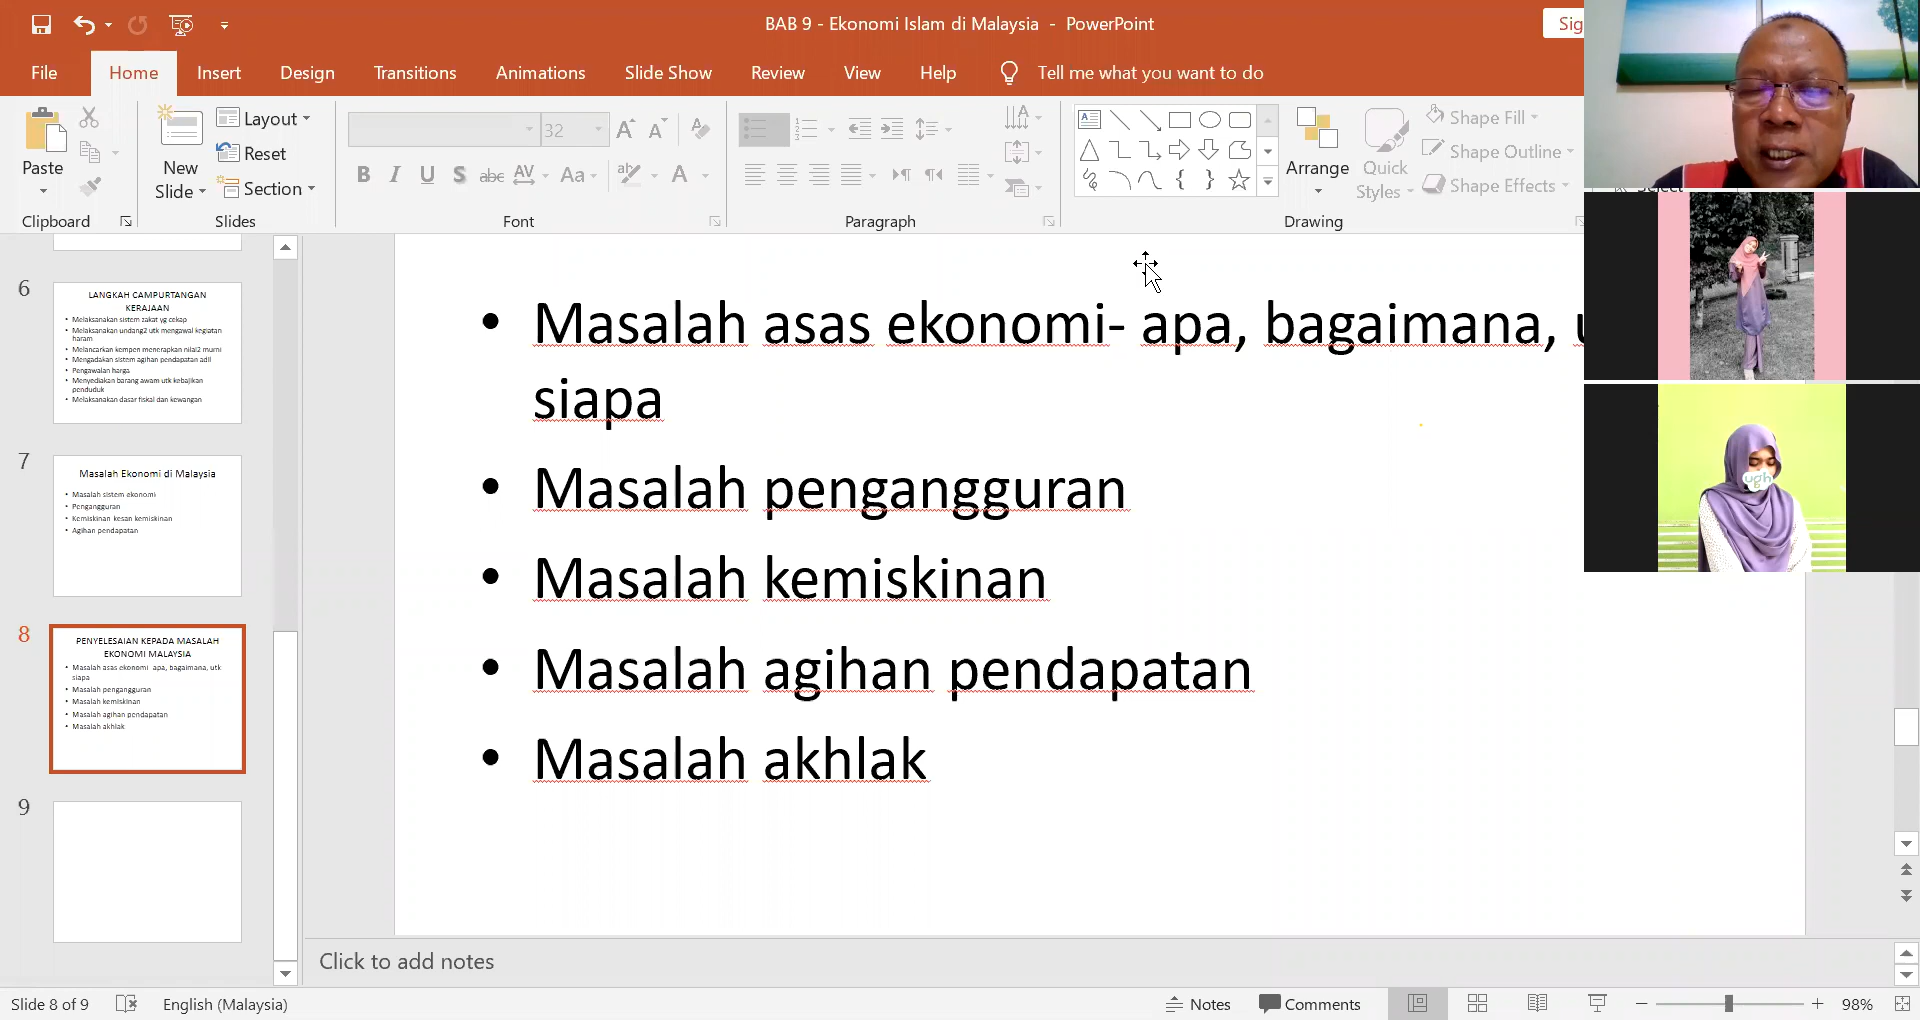 BAB 9 - Ekonomi Islam di Malaysia - PowerPoint
Sig
File Home Insert Design Transitions Animations Slide Show Review View Help Tell me what you want to do
Paste
Clipboard
New Slide
Layout
Reset
Section
Slides
32
B I U S abc AV Aa A
Font
Paragraph
Arrange
Quick Styles
Shape Fill
Shape Outline
Shape Effects
Drawing
Select
6
LANGKAH CAMPURTANGAN
KERAJAAN
• Melaksanakan sistem zakat yg cekap
• Melaksanakan undang2 utk mengawal kegiatan
haram
• Melancarkan kempen menerapkan nilai2 murni
• Mengadakan sistem agihan pendapatan adil
• Pengawalan harga
• Menyediakan barang awam utk kebajikan
penduduk
• Melaksanakan dasar fiskal dan kewangan
7
Masalah Ekonomi di Malaysia
• Masalah sistem ekonomi
• Pengangguran
• Kemiskinan kesan kemiskinan
• Agihan pendapatan
8
PENYELESAIAN KEPADA MASALAH
EKONOMI MALAYSIA
• Masalah asas ekonomi apa, bagaimana, utk
siapa
• Masalah pengangguran
• Masalah kemiskinan
• Masalah agihan pendapatan
• Masalah akhlak
9
• Masalah asas ekonomi- apa, bagaimana,
siapa
• Masalah pengangguran
• Masalah kemiskinan
• Masalah agihan pendapatan
• Masalah akhlak
ugh
Click to add notes
Slide 8 of 9 English (Malaysia) Notes Comments 98%